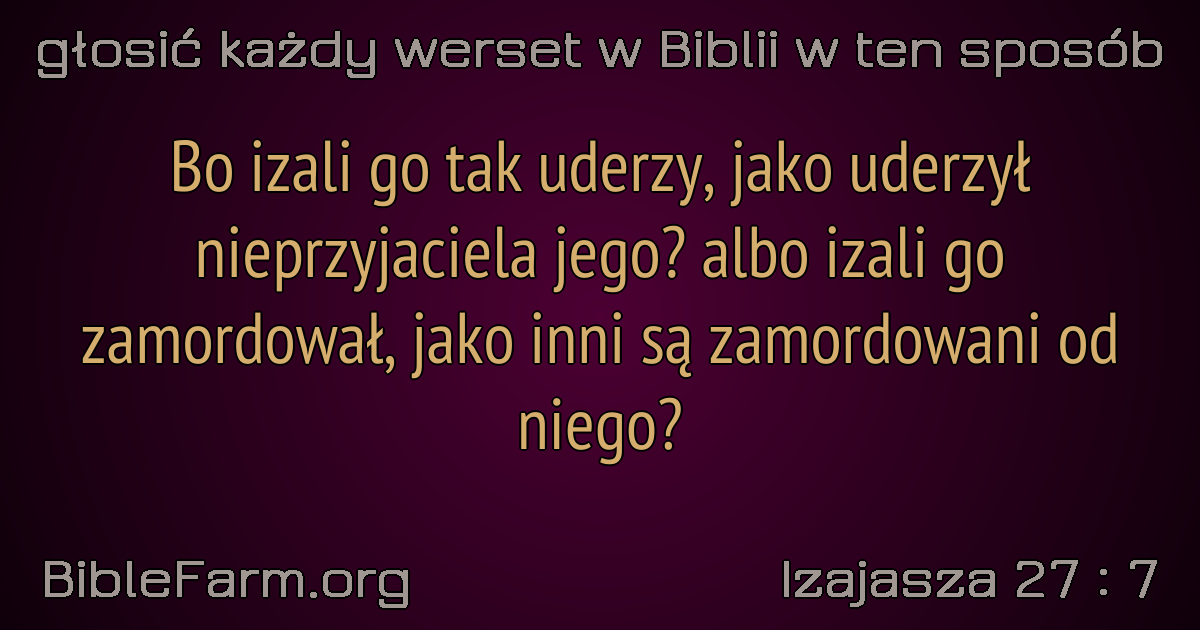 głosić każdy werset w Biblii w ten sposób
Bo izali go tak uderzy, jako uderzył
nieprzyjaciela jego? albo izali go
zamordował, jako inni są zamordowani od
niego?
BibleFarm.org
Izajasza 27 : 7